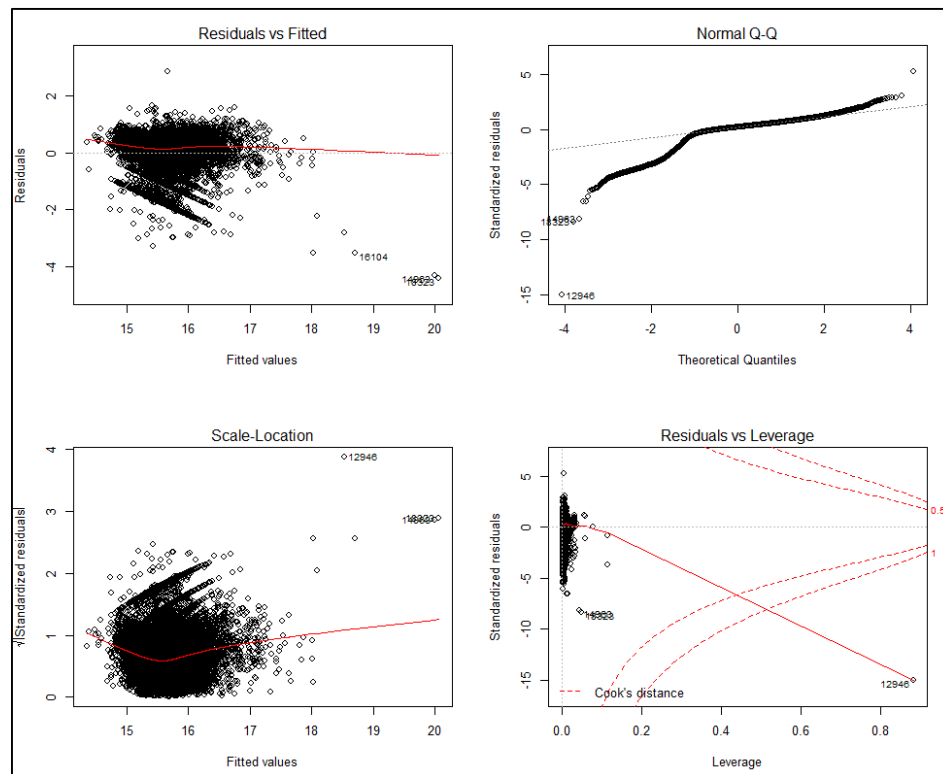 Residuals vs Fitted
Residuals
2
0
-2
-4
16104
15 16 17 18 19 20
Fitted values
Normal Q-Q
Standardized residuals
5
0
-5
-10
-15
12946
-4 -2 0 2 4
Theoretical Quantiles
Scale-Location
√|Standardized residuals|
4
3
2
1
0
12946
15 16 17 18 19 20
Fitted values
Residuals vs Leverage
Standardized residuals
5
0
-5
-10
-15
0.5
1
12946
Cook's distance
0.0 0.2 0.4 0.6 0.8
Leverage